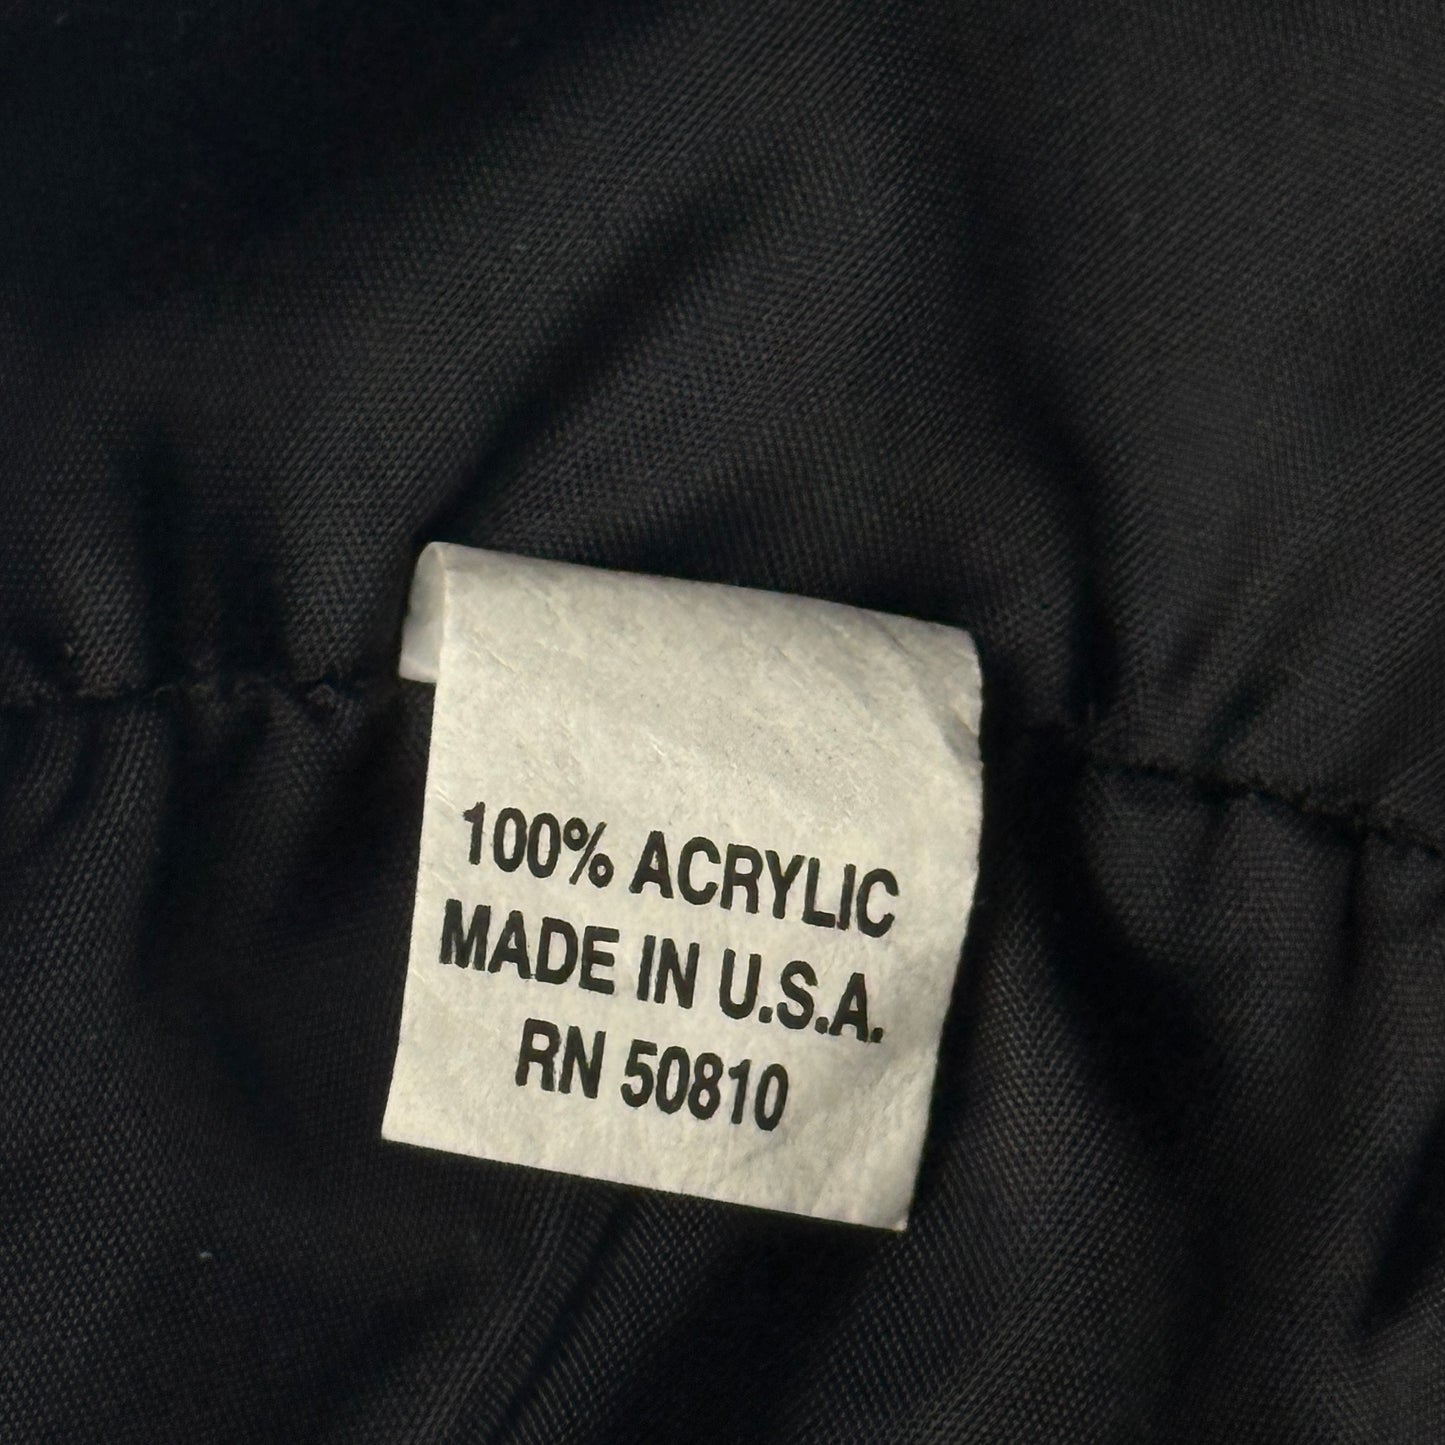 100% ACRYLIC
MADE IN U.S.A.
RN 50810